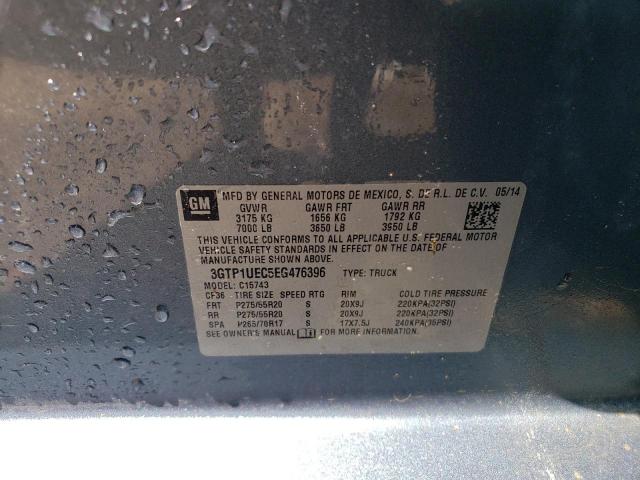 GM
MFD BY GENERAL MOTORS DE MEXICO, S. DE R.L. DE C.V. 05/14
GVWR GAWR FRT GAWR RR
3175 KG 1656 KG 1792 KG
7000 LB 3650 LB 3950 LB
THIS VEHICLE CONFORMS TO ALL APPLICABLE U.S. FEDERAL MOTOR
VEHICLE SAFETY STANDARDS IN EFFECT ON THE DATE OF
MANUFACTURE SHOWN ABOVE.
3GTP1UEC5EG476396 TYPE: TRUCK
MODEL: C15743
CF36 TIRE SIZE SPEED RTG RIM COLD TIRE PRESSURE
FRT P275/55R20 S 20X9J 220KPA(32PSI)
RR P275/55R20 S 20X9J 220KPA(32PSI)
SPA P265/70R17 S 17X7.5J 240KPA(35PSI)
SEE OWNER'S MANUAL FOR MORE INFORMATION.